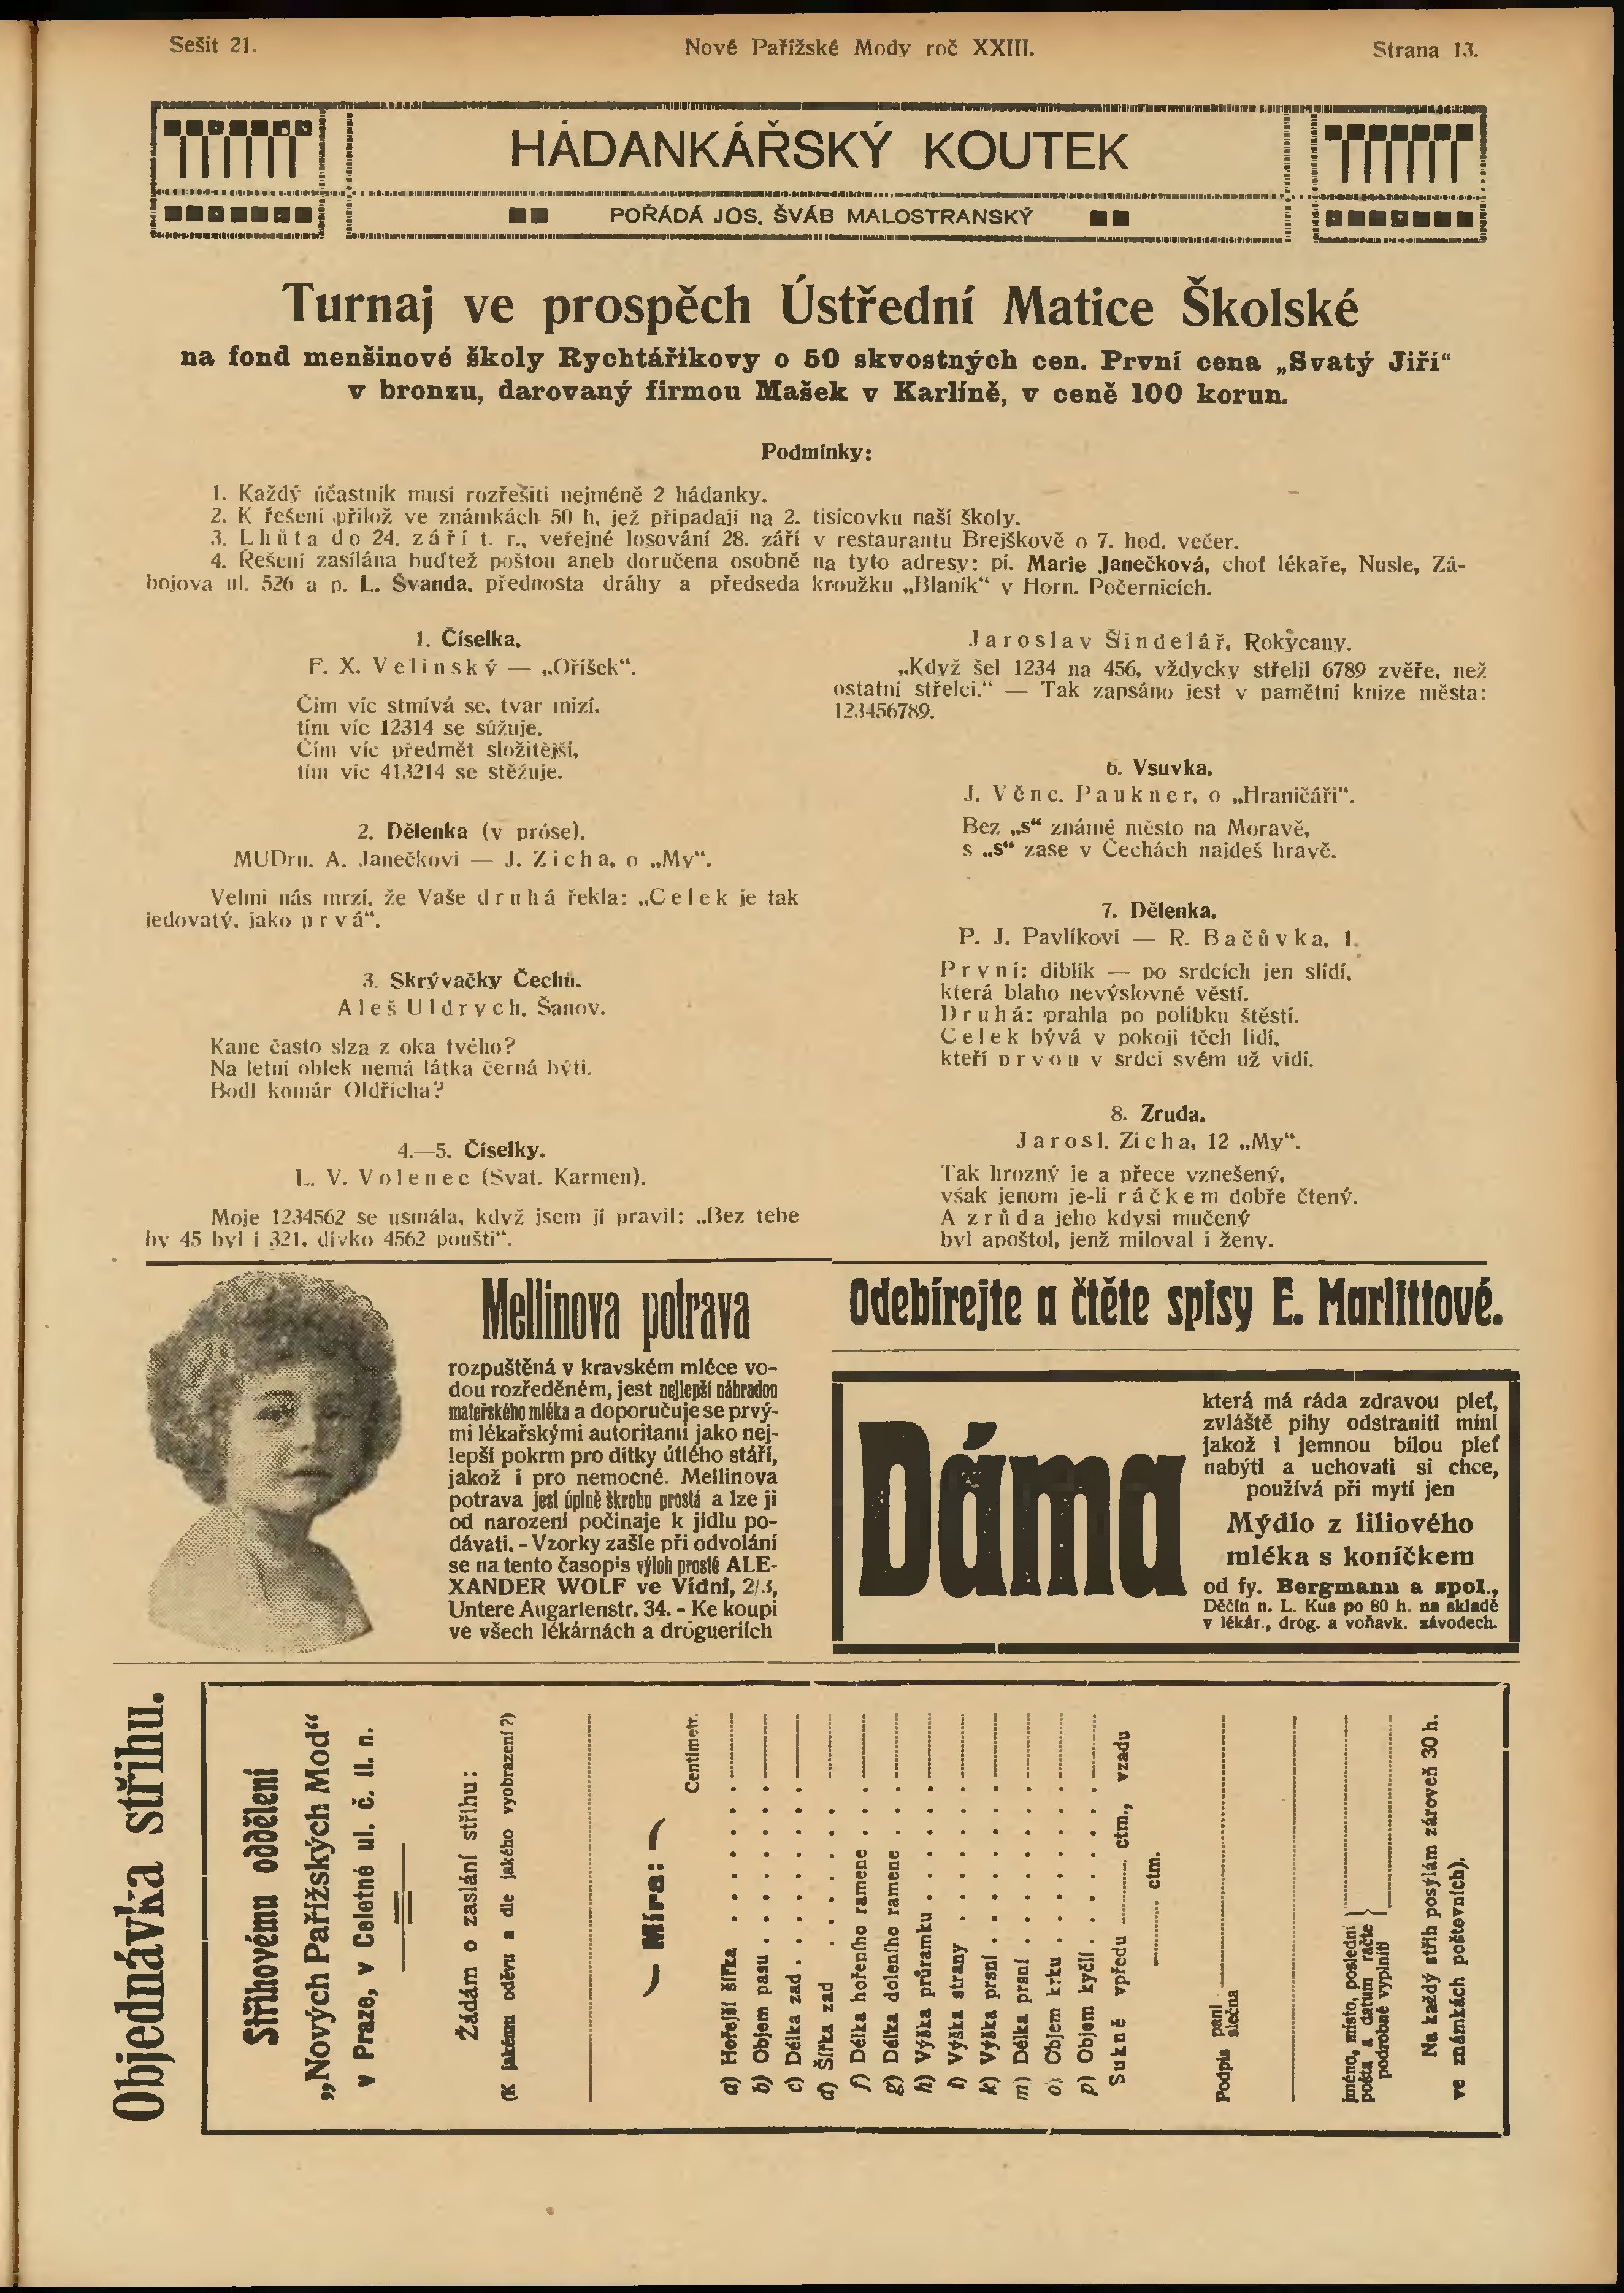 Sešit 21.
Nové Pařížské Mody roč XXIII.
Strana 13.
HÁDANKÁŘSKÝ KOUTEK
POŘÁDÁ JOS. ŠVÁB MALOSTRANSKÝ
Turnaj ve prospěch Ústřední Matice Školské
na fond menšinové školy Rychtáříkovy o 50 skvostných cen. První cena „Svatý Jiří“
v bronzu, darovaný firmou Mašek v Karlíně, v ceně 100 korun.
Podmínky:
1. Každý účastník musí rozřešiti nejméně 2 hádanky.
2. K řešení přilož ve známkách 50 h, jež připadají na 2. tisícovku naší školy.
3. Lhůta do 24. září t. r., veřejné losování 28. září v restaurantu Brejškově o 7. hod. večer.
4. Řešení zasílána buďtež poštou aneb doručena osobně na tyto adresy: pí. Marie Janečková, choť lékaře, Nusle, Zá-
bojova ul. 526 a p. L. Švanda, přednosta dráhy a předseda kroužku „Blaník“ v Horn. Počernicích.
1. Číselka.
F. X. Velinský — „Oříšek“.
Čím víc stmívá se, tvar mizí,
tím víc 12314 se súžuje.
Čím víc předmět složitější,
tím víc 413214 se stěžuje.
2. Dělenka (v próse).
MUDru. A. Janečkovi — J. Zicha, o „My“.
Velmi nás mrzí, že Vaše druhá řekla: „Celek je tak
jedovatý, jako prvá“.
3. Skrývačky Čechů.
Aleš Uldrych, Šanov.
Kane často slza z oka tvého?
Na letní oblek nemá látka černá býti.
Bodl komár Oldřicha?
4.—5. Číselky.
L. V. Volenec (Svat. Karmen).
Moje 1234562 se usmála, když jsem jí pravil: „Bez tebe
by 45 byl i 321, dívko 4562 pouští“.
Jaroslav Šindelář, Rokycany.
„Když šel 1234 na 456, vždycky střelil 6789 zvěře, než
ostatní střelci.“ — Tak zapsáno jest v pamětní knize města:
123456789.
6. Vsuvka.
J. Věnc. Paukner, o „Hraničáři“.
Bez „s“ známé město na Moravě,
s „s“ zase v Čechách najdeš hravě.
7. Dělenka.
P. J. Pavlíkovi — R. Bačůvka, 1.
První: diblík — po srdcích jen slídí,
která blaho nevýslovné věstí.
Druhá: prahla po polibku štěstí.
Celek bývá v pokoji těch lidí,
kteří prvou v srdci svém už vidí.
8. Zruda.
Jarosl. Zicha, 12 „My“.
Tak hrozný je a přece vznešený,
však jenom je-li ráčkem dobře čtený.
A zrůda jeho kdysi mučený
byl apoštol, jenž miloval i ženy.
Mellinova potrava
rozpuštěná v kravském mléce vo-
dou rozředěném, jest nejlepší náhradou
mateřského mléka a doporučuje se prvý-
mi lékařskými autoritami jako nej-
lepší pokrm pro dítky útlého stáří,
jakož i pro nemocné. Mellinova
potrava jest úplně škrobu prostá a lze ji
od narození počínaje k jídlu po-
dávati. - Vzorky zašle při odvolání
se na tento časopis výloh prosté ALE-
XANDER WOLF ve Vídni, 2/3,
Untere Augartenstr. 34. - Ke koupi
ve všech lékárnách a drogueriích
Odebírejte a čtěte spisy E. Marlittové.
Dáma
která má ráda zdravou pleť,
zvláště pihy odstraniti míní
jakož i jemnou bílou pleť
nabýti a uchovati si chce,
používá při mytí jen
Mýdlo z liliového
mléka s koníčkem
od fy. Bergmann a spol.,
Děčín n. L. Kus po 80 h. na skladě
v lékár., drog. a voňavk. závodech.
Objednávka střihu.
Střihovému oddělení
„Nových Pařížských Mod“
v Praze, v Celetné ul. č. 11. n.
Žádám o zaslání střihu:
(K jakému oděvu a dle jakého vyobrazení?)
Míra:
Centimetr.
a) Hořejší šířka
b) Objem pasu
c) Délka zad
d) Šířka zad
f) Délka hořeního ramene
g) Délka doleního ramene
h) Výška průramku
i) Výška strany
k) Výška prsní
m) Délka prsní
o) Objem krku
p) Objem kyčlí
Sukně vpředu ctm., vzadu
ctm.
Podpis paní
slečna
jméno, místo, poslední
pošta a datum račte
podrobně vyplniti
Na každý střih posýlám zároveň 30 h.
ve známkách poštovních).